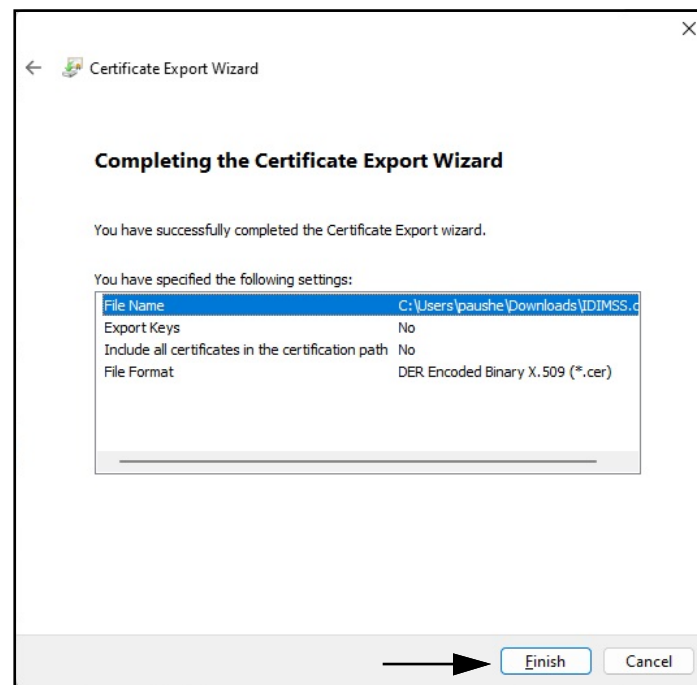 Certificate Export Wizard
Completing the Certificate Export Wizard
You have successfully completed the Certificate Export wizard.
You have specified the following settings:
File Name C:\Users\paushe\Downloads\IDIMSS.c
Export Keys No
Include all certificates in the certification path No
File Format DER Encoded Binary X.509 (*.cer)
Finish Cancel